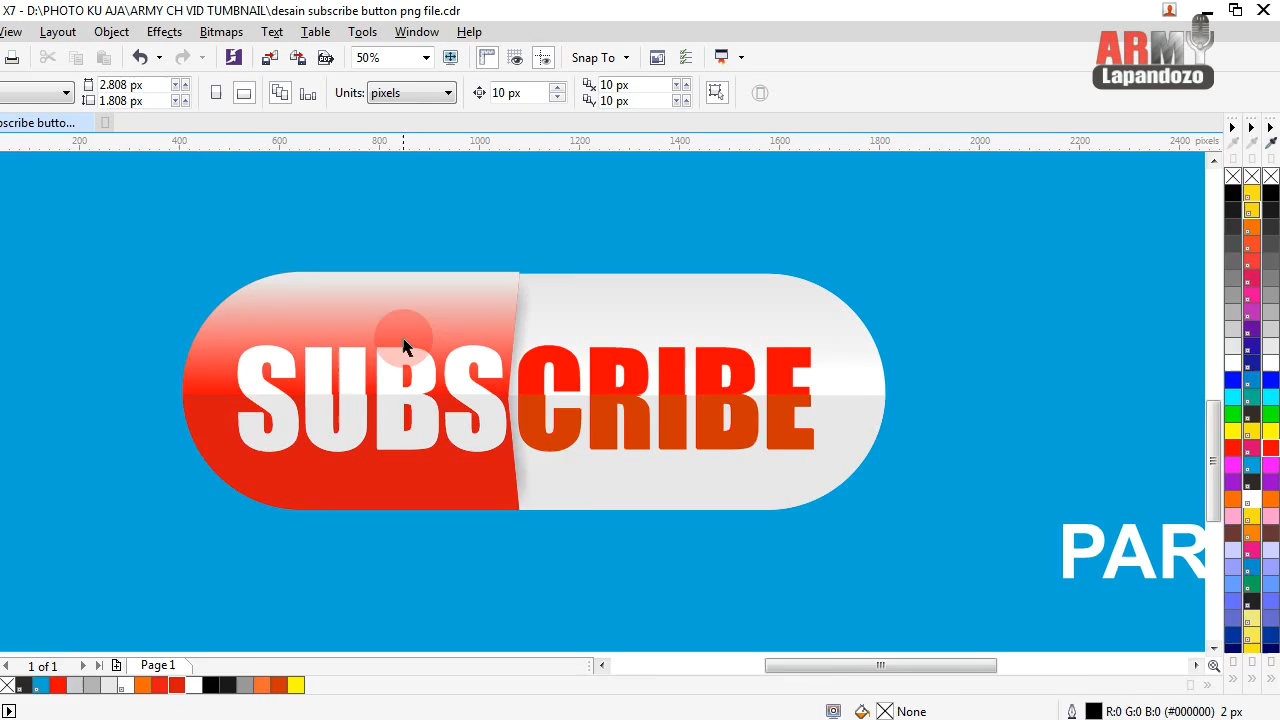 X7 - D:\PHOTO KU AJA\ARMY CH VID TUMBNAIL\desain subscribe button png file.cdr
View Layout Object Effects Bitmaps Text Table Tools Window Help
ARMY
Lapandozo
50% Snap To
2.808 px
1.808 px
Units: pixels 10 px
10 px
10 px
bscribe butto...
200 400 600 800 1000 1200 1400 1600 1800 2000 2200 2400 pixels
SUBSCRIBE
PAR
1 of 1 Page 1
None R:0 G:0 B:0 (#000000) 2 px